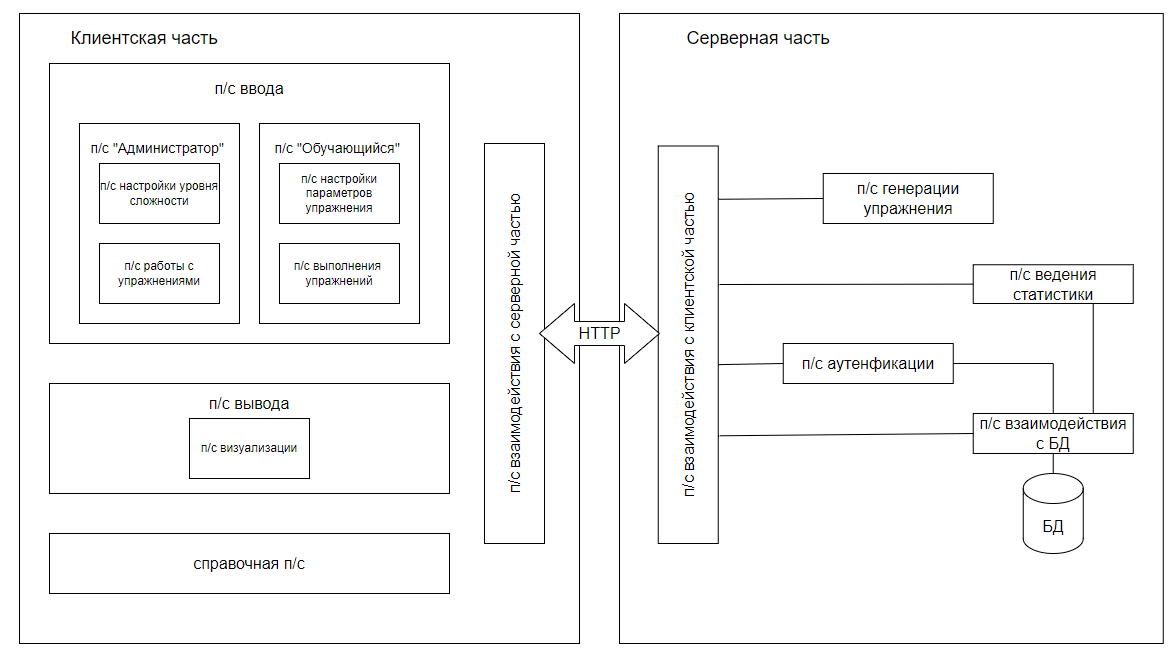 Клиентская часть
п/с ввода
п/с "Администратор"
п/с настройки уровня
сложности
п/с работы с
упражнениями
п/с "Обучающийся"
п/с настройки
параметров
упражнения
п/с выполнения
упражнений
п/с вывода
п/с визуализации
справочная п/с
п/с взаимодействия с серверной частью
HTTP
Серверная часть
п/с взаимодействия с клиентской частью
п/с генерации
упражнения
п/с ведения
статистики
п/с аутенфикации
п/с взаимодействия
с БД
БД